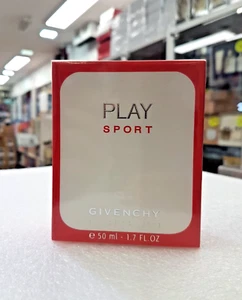 PLAY
SPORT
GIVENCHY
e 50 ml - 1.7 FL.OZ